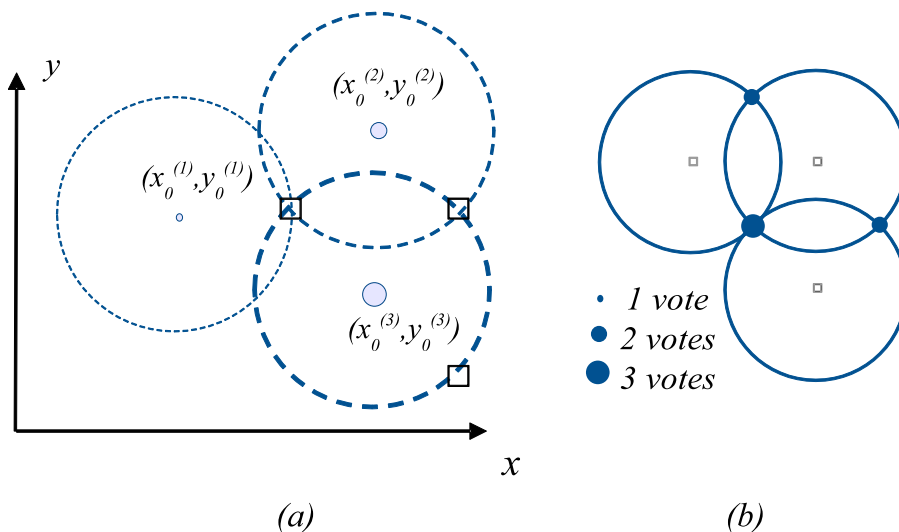 y
(x₀⁽²⁾,y₀⁽²⁾)
(x₀⁽¹⁾,y₀⁽¹⁾)
(x₀⁽³⁾,y₀⁽³⁾)
x
(a)
1 vote
2 votes
3 votes
(b)